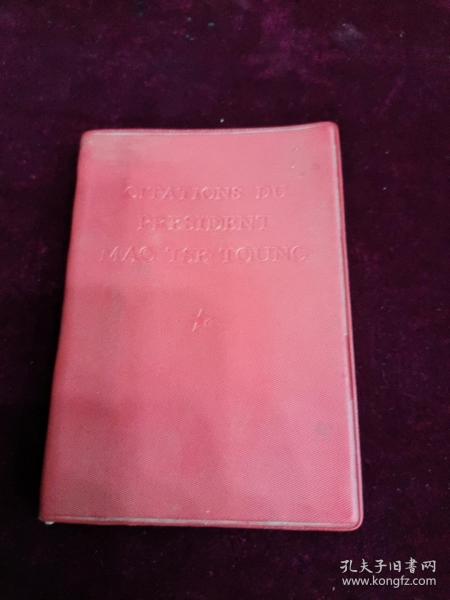 CITATIONS DU
PRESIDENT
MAO TSE TOUNG
孔夫子旧书网
www.kongfz.com